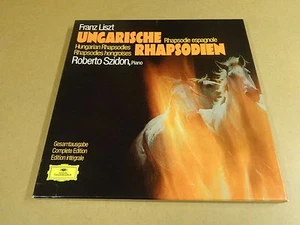 Franz Liszt
UNGARISCHE Rhapsodie espagnole
Hungarian Rhapsodies RHAPSODIEN
Rhapsodies hongroises
Roberto Szidon, Piano
Gesamtausgabe
Complete Edition
Edition intégrale